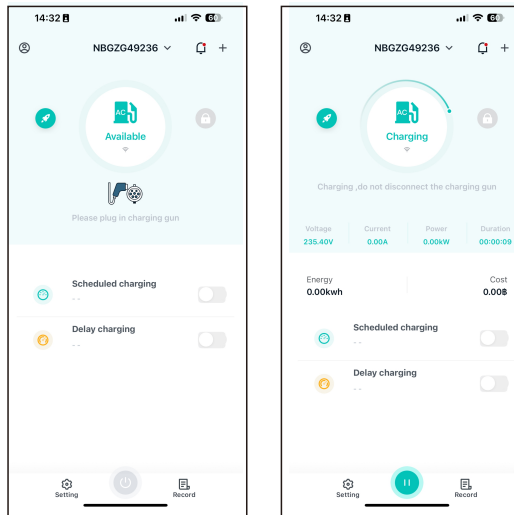 14:32
60
NBGZG49236
AC
Available
Please plug in charging gun
Scheduled charging
- -
Delay charging
- -
Setting
Record
14:32
60
NBGZG49236
AC
Charging
Charging ,do not disconnect the charging gun
Voltage Current Power Duration
235.40V 0.00A 0.00kW 00:00:09
Energy Cost
0.00kwh 0.00฿
Scheduled charging
- -
Delay charging
- -
Setting
Record